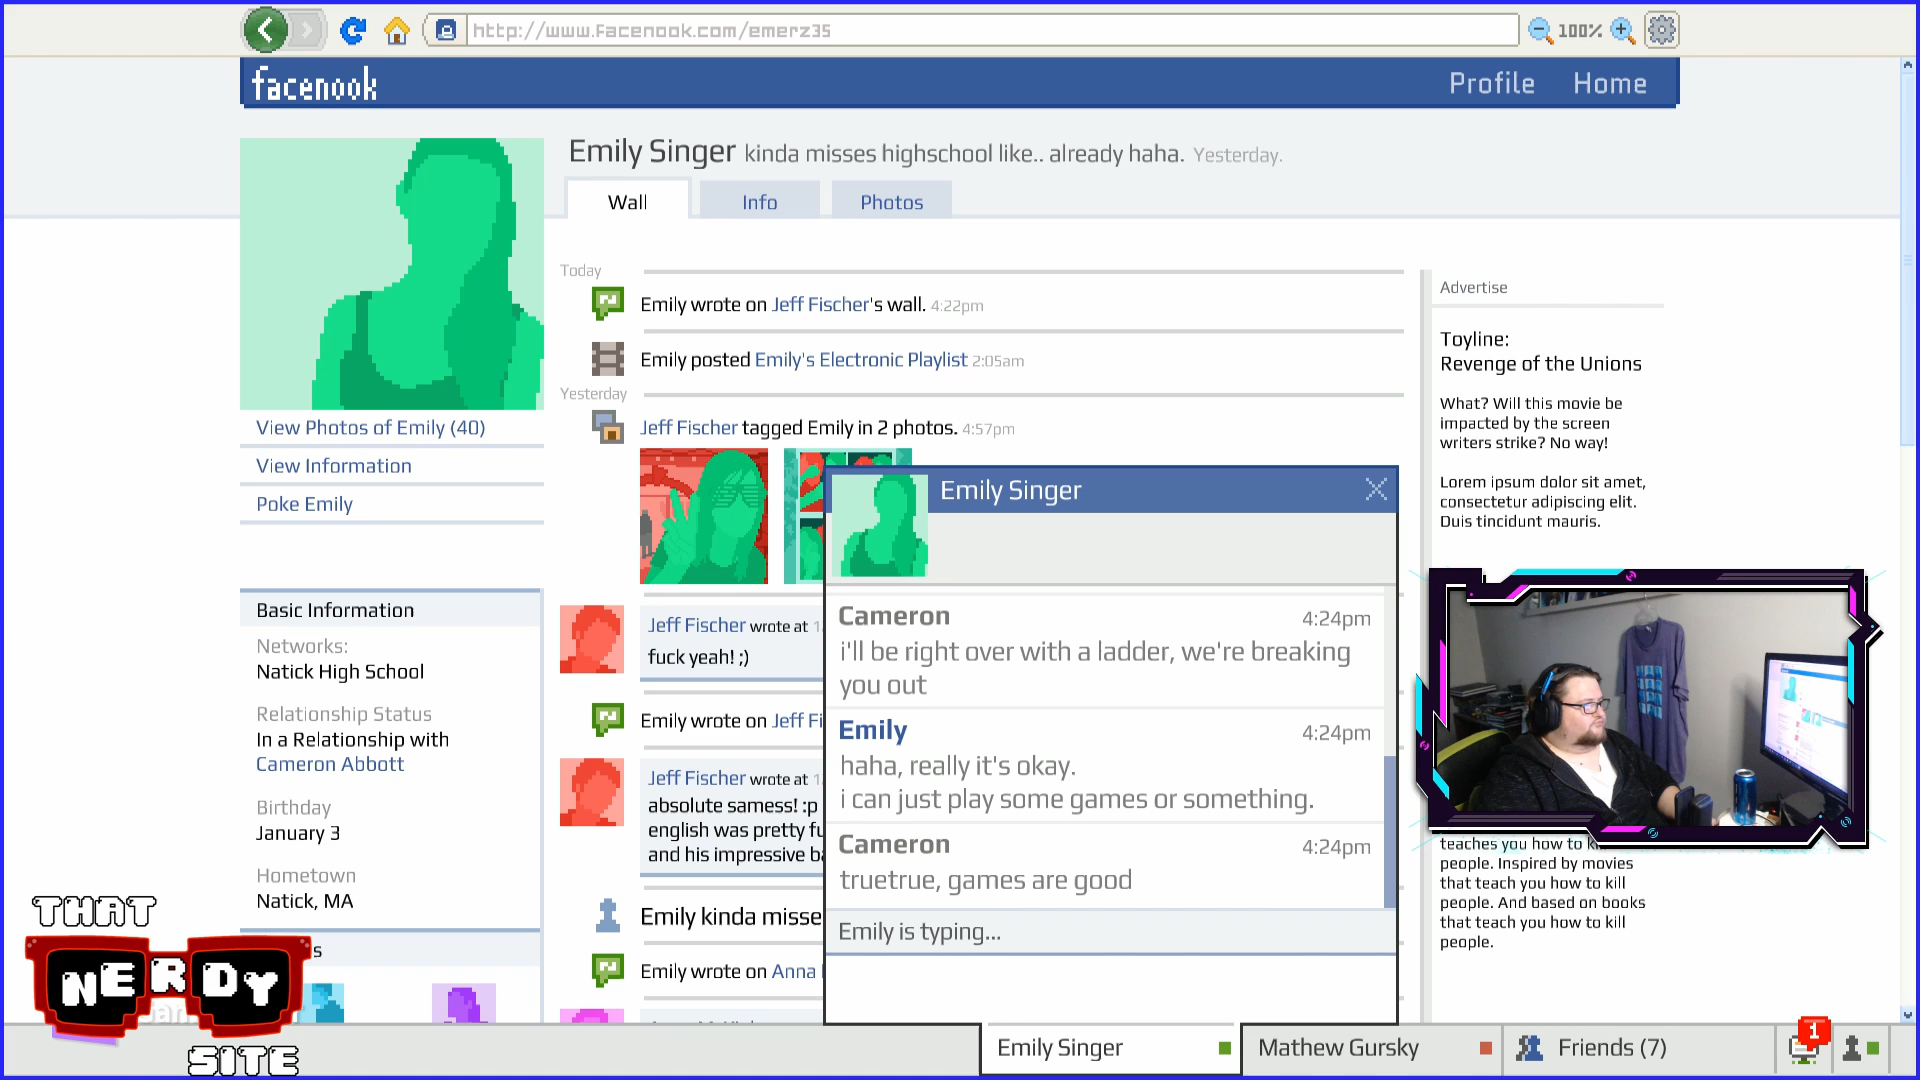 http://www.facenook.com/emerz35
100%
facenook
Profile
Home
Emily Singer kinda misses highschool like.. already haha. Yesterday.
Wall
Info
Photos
Today
Emily wrote on Jeff Fischer's wall. 4:22pm
Emily posted Emily's Electronic Playlist 2:05am
Yesterday
Jeff Fischer tagged Emily in 2 photos. 4:57pm
View Photos of Emily (40)
View Information
Poke Emily
Basic Information
Networks:
Natick High School
Relationship Status
In a Relationship with
Cameron Abbott
Birthday
January 3
Hometown
Natick, MA
Jeff Fischer wrote at
fuck yeah! ;)
Emily wrote on Jeff
Jeff Fischer wrote at
absolute samess! :p
english was pretty
and his impressive
Emily kinda
Emily wrote on Anna
Emily Singer
Cameron 4:24pm
i'll be right over with a ladder, we're breaking
you out
Emily 4:24pm
haha, really it's okay.
i can just play some games or something.
Cameron 4:24pm
truetrue, games are good
Emily is typing...
Advertise
Toyline:
Revenge of the Unions
What? Will this movie be
impacted by the screen
writers strike? No way!
Lorem ipsum dolor sit amet,
consectetur adipiscing elit.
Duis tincidunt mauris.
teaches you how to
people. Inspired by movies
that teach you how to kill
people. And based on books
that teach you how to kill
people.
THAT
NERDY
SITE
Emily Singer
Mathew Gursky
Friends (7)
1